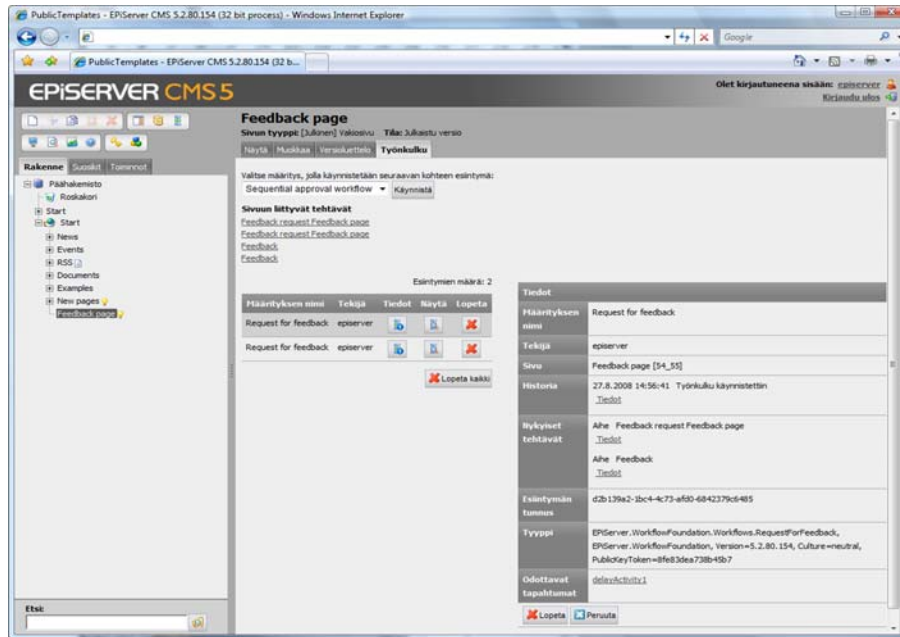 PublicTemplates - EPiServer CMS 5.2.80.154 (32 bit process) - Windows Internet Explorer
Google
PublicTemplates - EPiServer CMS 5.2.80.154 (32 b...
EPiSERVER CMS 5
Olet kirjautuneena sisään: episerver
Kirjaudu ulos
Rakenne Suosikit Toiminnot
Päähakemisto
Roskakori
Start
Start
News
Events
RSS
Documents
Examples
New pages
Feedback page
Etsi:
Feedback page
Sivun tyyppi: [Julkinen] Vakiosivu Tila: Julkaistu versio
Näytä Muokkaa Versioluettelo Työnkulku
Valitse määritys, jolla käynnistetään seuraavan kohteen esiintymä:
Sequential approval workflow Käynnistä
Sivuun liittyvät tehtävät
Feedback request Feedback page
Feedback request Feedback page
Feedback
Feedback
Esiintymien määrä: 2
Määrityksen nimi Tekijä Tiedot Näytä Lopeta
Request for feedback episerver
Request for feedback episerver
Lopeta kaikki
Tiedot
Määrityksen nimi
Request for feedback
Tekijä episerver
Sivu Feedback page [54_55]
Historia 27.8.2008 14:56:41 Työnkulku käynnistettiin
Tiedot
Nykyiset tehtävät
Aihe Feedback request Feedback page
Tiedot
Aihe Feedback
Tiedot
Esiintymän tunnus
d2b139a2-1bc4-4c73-afd0-6842379c6485
Tyyppi EPiServer.WorkflowFoundation.Workflows.RequestForFeedback,
EPiServer.WorkflowFoundation, Version=5.2.80.154, Culture=neutral,
PublicKeyToken=8fe83dea738b45b7
Odottavat tapahtumat
delayActivity1
Lopeta Peruuta